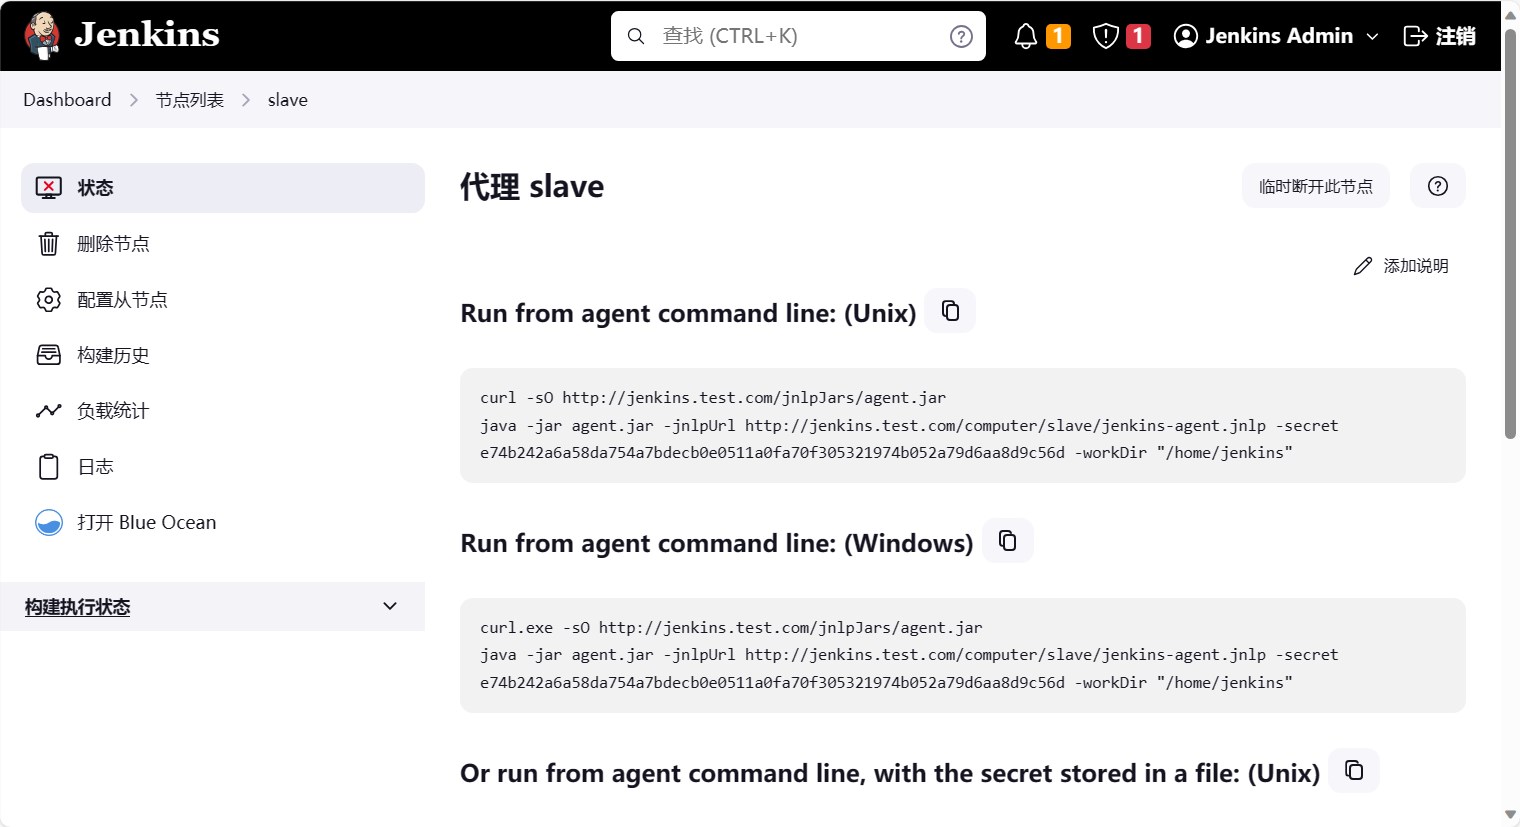 Jenkins
查找 (CTRL+K)
1
1
Jenkins Admin
注销
Dashboard
节点列表
slave
状态
删除节点
配置从节点
构建历史
负载统计
日志
打开 Blue Ocean
构建执行状态
代理 slave
临时断开此节点
添加说明
Run from agent command line: (Unix)
curl -sO http://jenkins.test.com/jnlpJars/agent.jar
java -jar agent.jar -jnlpUrl http://jenkins.test.com/computer/slave/jenkins-agent.jnlp -secret
e74b242a6a58da754a7bdecb0e0511a0fa70f305321974b052a79d6aa8d9c56d -workDir "/home/jenkins"
Run from agent command line: (Windows)
curl.exe -sO http://jenkins.test.com/jnlpJars/agent.jar
java -jar agent.jar -jnlpUrl http://jenkins.test.com/computer/slave/jenkins-agent.jnlp -secret
e74b242a6a58da754a7bdecb0e0511a0fa70f305321974b052a79d6aa8d9c56d -workDir "/home/jenkins"
Or run from agent command line, with the secret stored in a file: (Unix)